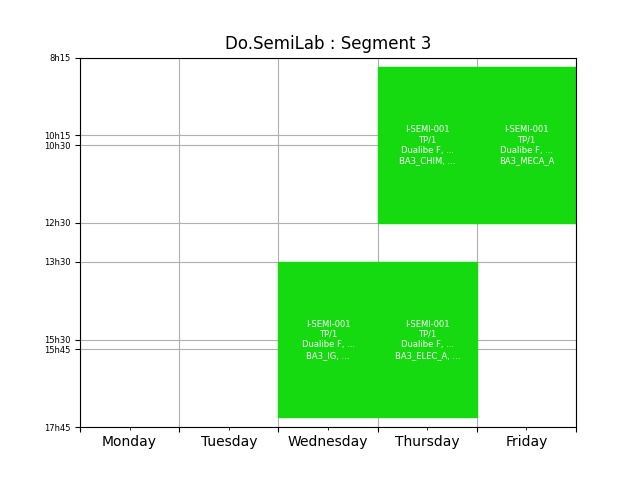 Do.SemiLab : Segment 3
8h15
10h15
10h30
12h30
13h30
15h30
15h45
17h45
I-SEMI-001
TP/1
Dualibe F, ...
BA3_CHIM, ...
I-SEMI-001
TP/1
Dualibe F, ...
BA3_MECA_A
I-SEMI-001
TP/1
Dualibe F, ...
BA3_IG, ...
I-SEMI-001
TP/1
Dualibe F, ...
BA3_ELEC_A, ...
Monday
Tuesday
Wednesday
Thursday
Friday